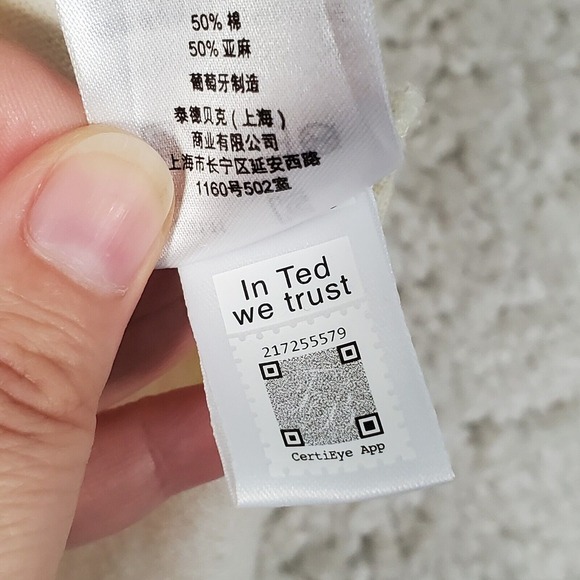 50% 棉
50% 亚麻
葡萄牙制造
泰德贝克(上海)
商业有限公司
上海市长宁区延安西路
1160号502室
In Ted
we trust
217255579
CertiEye App